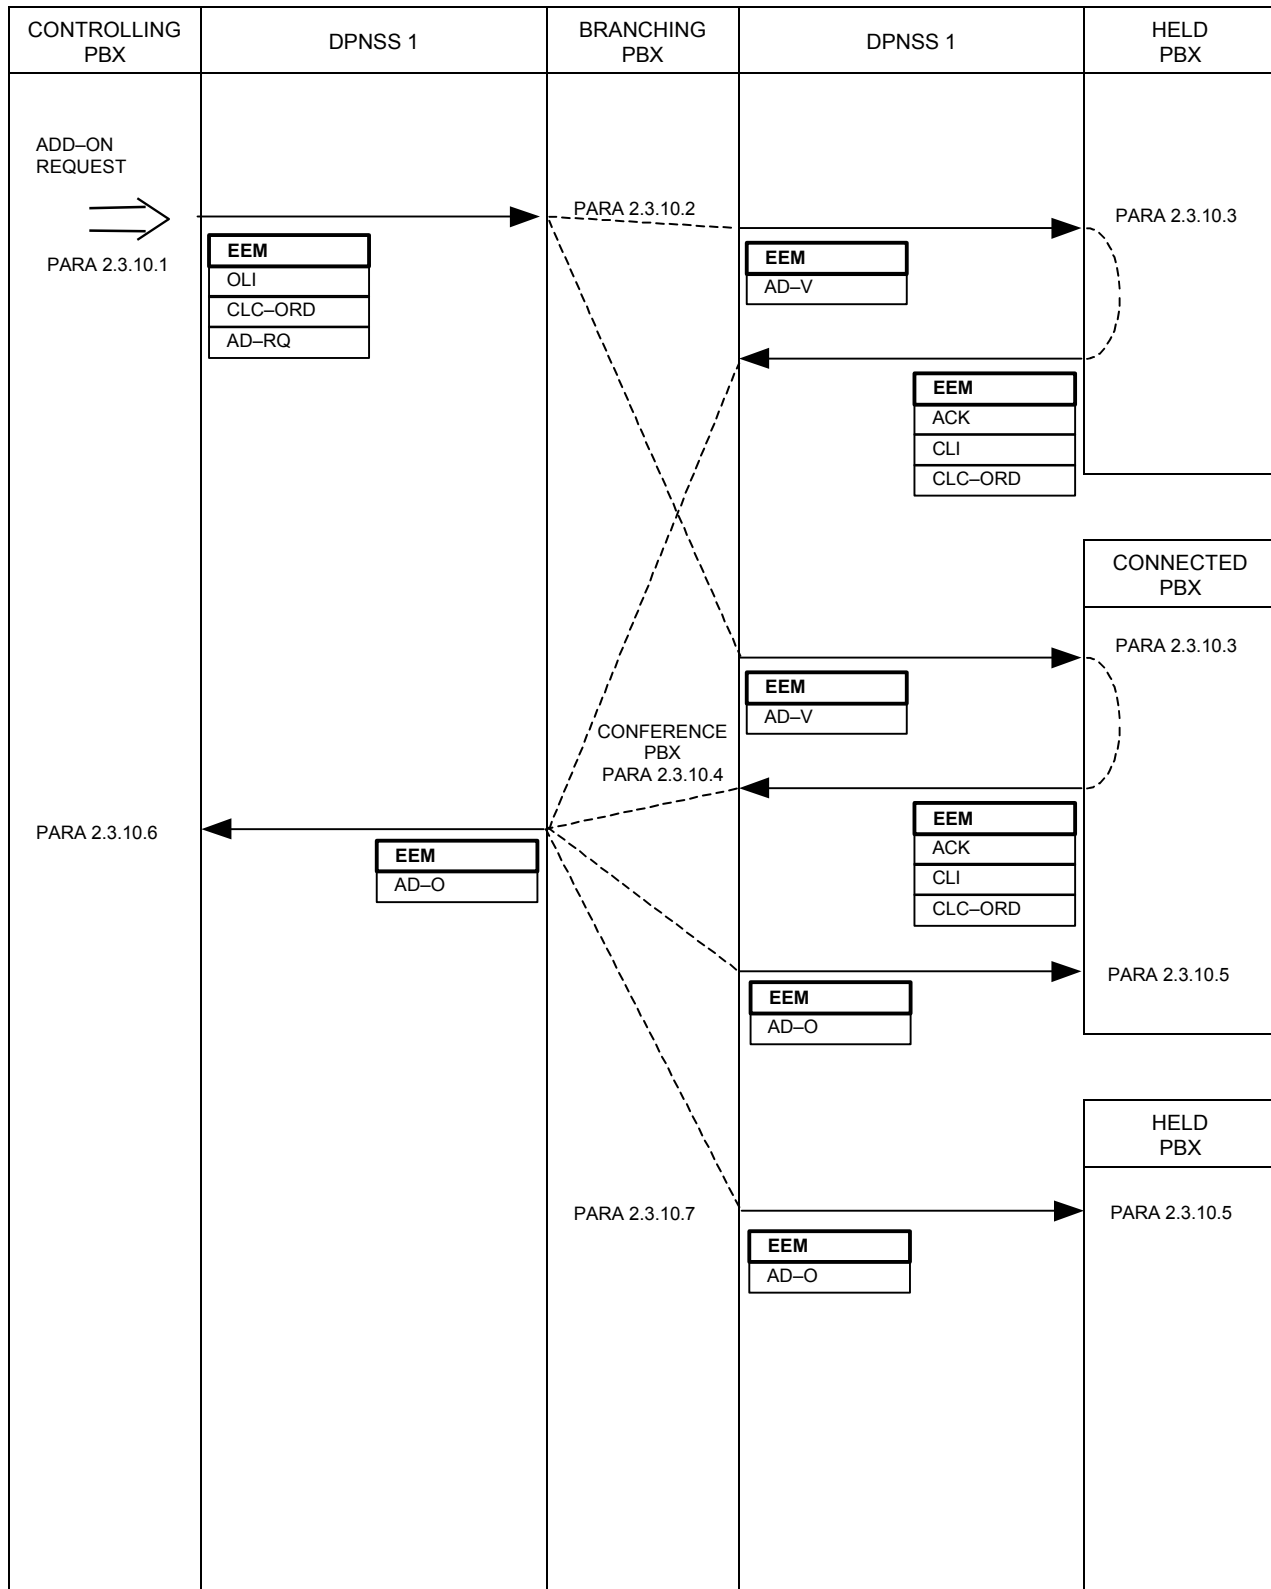 CONTROLLING
PBX
DPNSS 1
BRANCHING
PBX
DPNSS 1
HELD
PBX
ADD–ON
REQUEST
PARA 2.3.10.1
EEM
OLI
CLC–ORD
AD–RQ
PARA 2.3.10.2
EEM
AD–V
PARA 2.3.10.3
EEM
ACK
CLI
CLC–ORD
CONNECTED
PBX
PARA 2.3.10.3
EEM
AD–V
CONFERENCE
PBX
PARA 2.3.10.4
PARA 2.3.10.6
EEM
AD–O
EEM
ACK
CLI
CLC–ORD
PARA 2.3.10.5
EEM
AD–O
HELD
PBX
PARA 2.3.10.7
PARA 2.3.10.5
EEM
AD–O